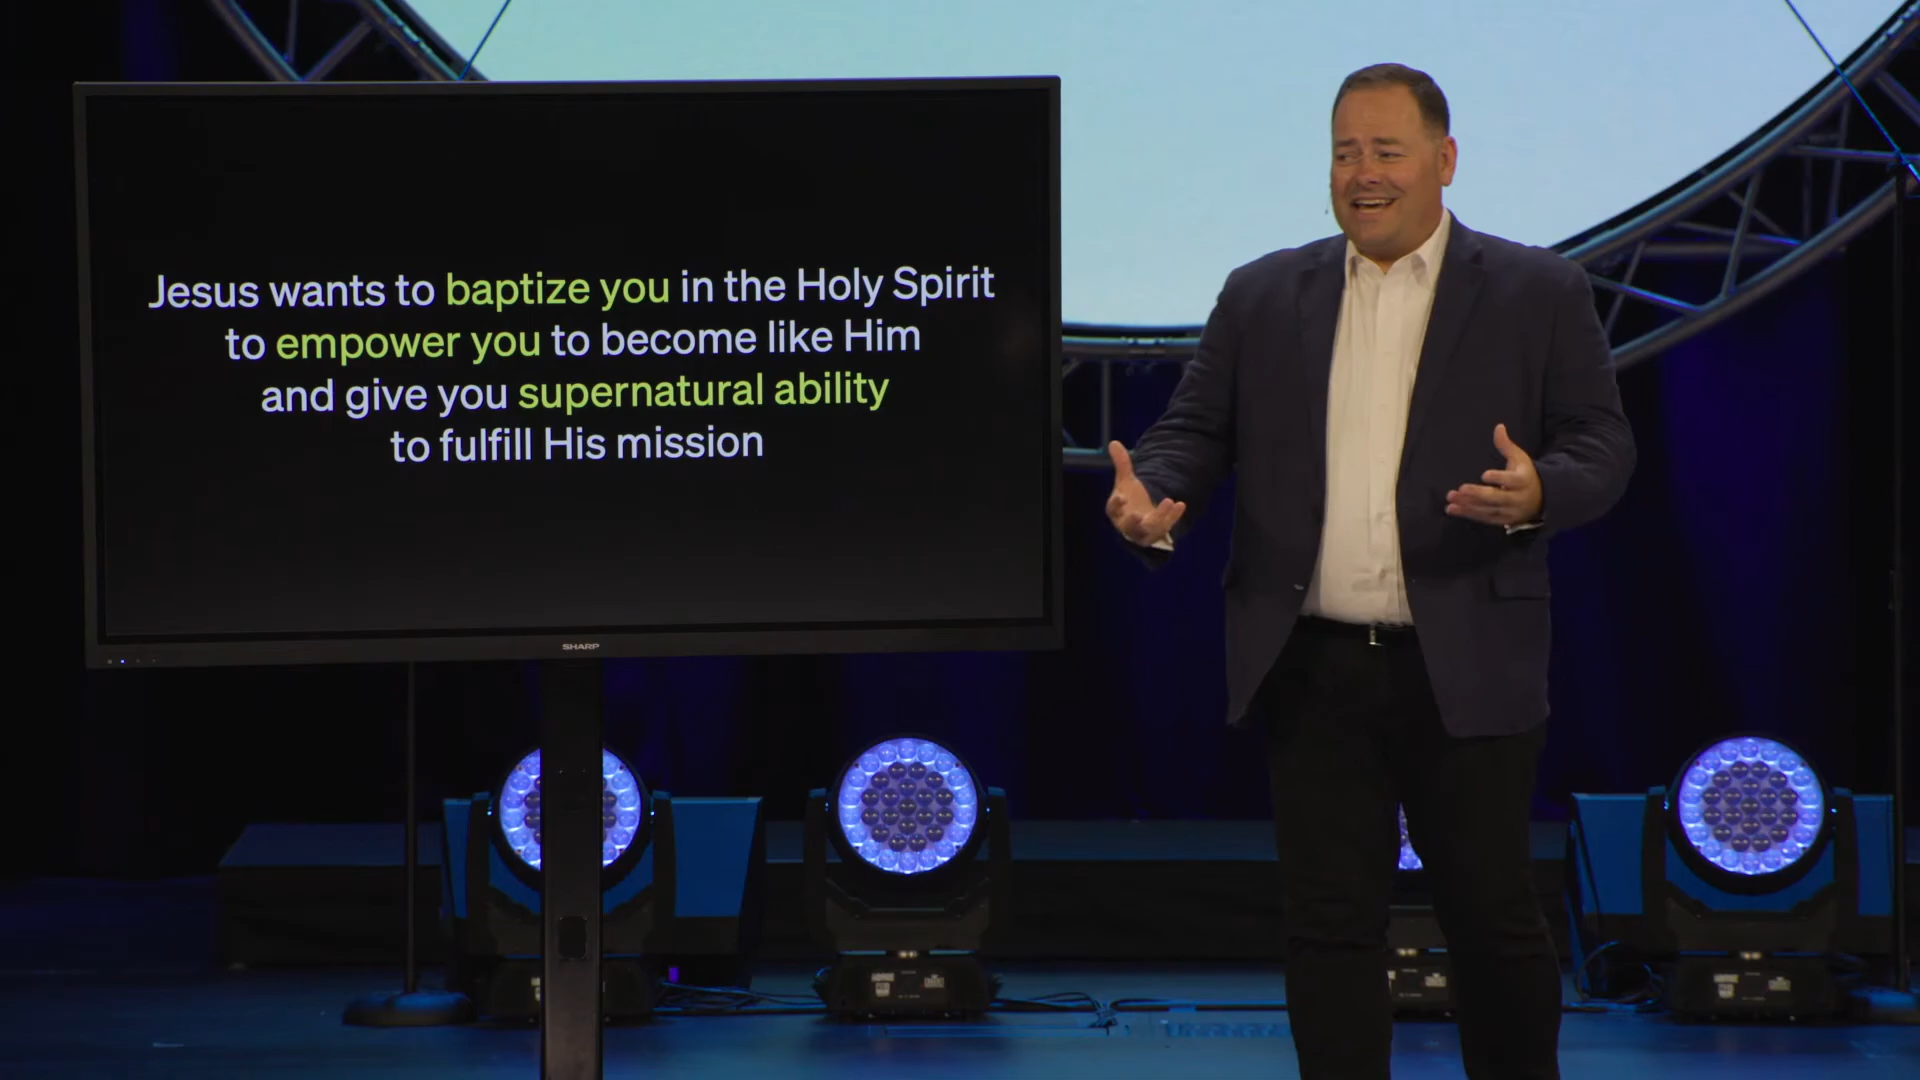 Jesus wants to baptize you in the Holy Spirit
to empower you to become like Him
and give you supernatural ability
to fulfill His mission
SHARP